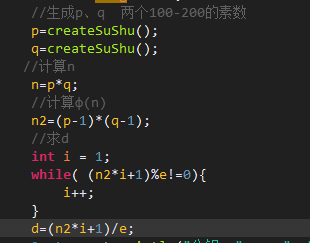 //生成p、q 两个100-200的素数
p=createSuShu();
q=createSuShu();
//计算n
n=p*q;
//计算φ(n)
n2=(p-1)*(q-1);
//求d
int i = 1;
while( (n2*i+1)%e!=0){
i++;
}
d=(n2*i+1)/e;